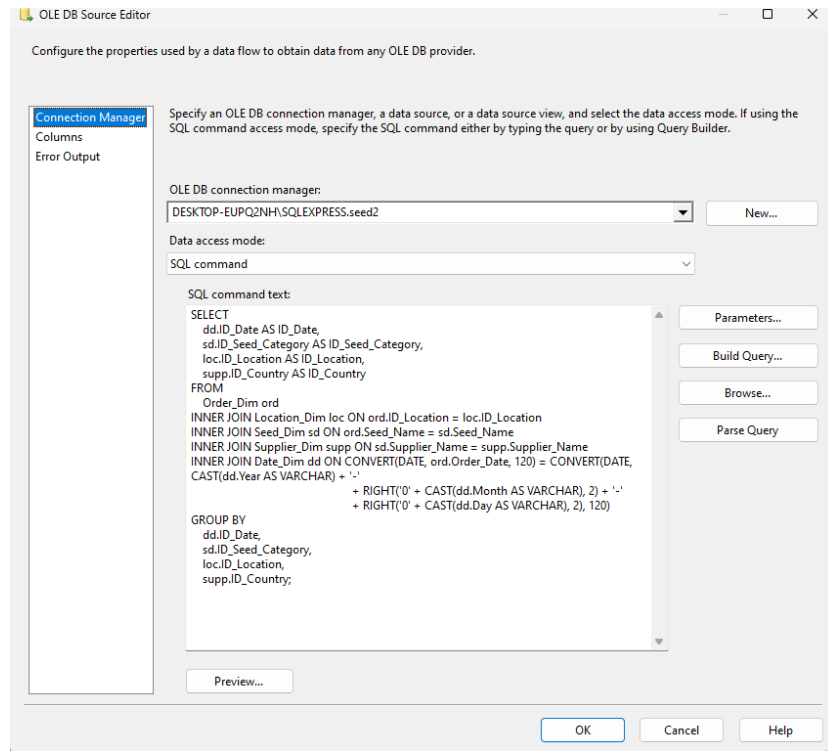 OLE DB Source Editor
Configure the properties used by a data flow to obtain data from any OLE DB provider.
Connection Manager
Columns
Error Output
Specify an OLE DB connection manager, a data source, or a data source view, and select the data access mode. If using the
SQL command access mode, specify the SQL command either by typing the query or by using Query Builder.
OLE DB connection manager:
DESKTOP-EUPQ2NH\SQLEXPRESS.seed2
New...
Data access mode:
SQL command
SQL command text:
SELECT
dd.ID_Date AS ID_Date,
sd.ID_Seed_Category AS ID_Seed_Category,
loc.ID_Location AS ID_Location,
supp.ID_Country AS ID_Country
FROM
Order_Dim ord
INNER JOIN Location_Dim loc ON ord.ID_Location = loc.ID_Location
INNER JOIN Seed_Dim sd ON ord.Seed_Name = sd.Seed_Name
INNER JOIN Supplier_Dim supp ON sd.Supplier_Name = supp.Supplier_Name
INNER JOIN Date_Dim dd ON CONVERT(DATE, ord.Order_Date, 120) = CONVERT(DATE,
CAST(dd.Year AS VARCHAR) + '-'
+ RIGHT('0' + CAST(dd.Month AS VARCHAR), 2) + '-'
+ RIGHT('0' + CAST(dd.Day AS VARCHAR), 2), 120)
GROUP BY
dd.ID_Date,
sd.ID_Seed_Category,
loc.ID_Location,
supp.ID_Country;
Parameters...
Build Query...
Browse...
Parse Query
Preview...
OK
Cancel
Help